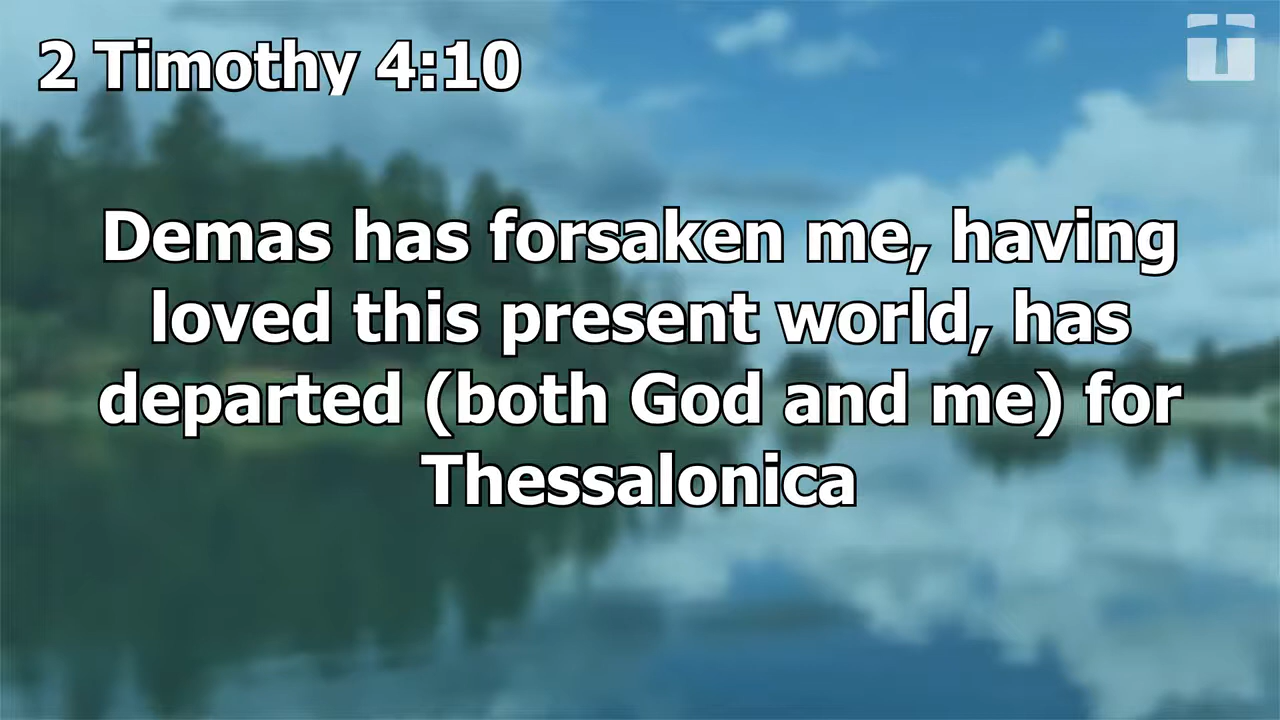 2 Timothy 4:10
Demas has forsaken me, having
loved this present world, has
departed (both God and me) for
Thessalonica